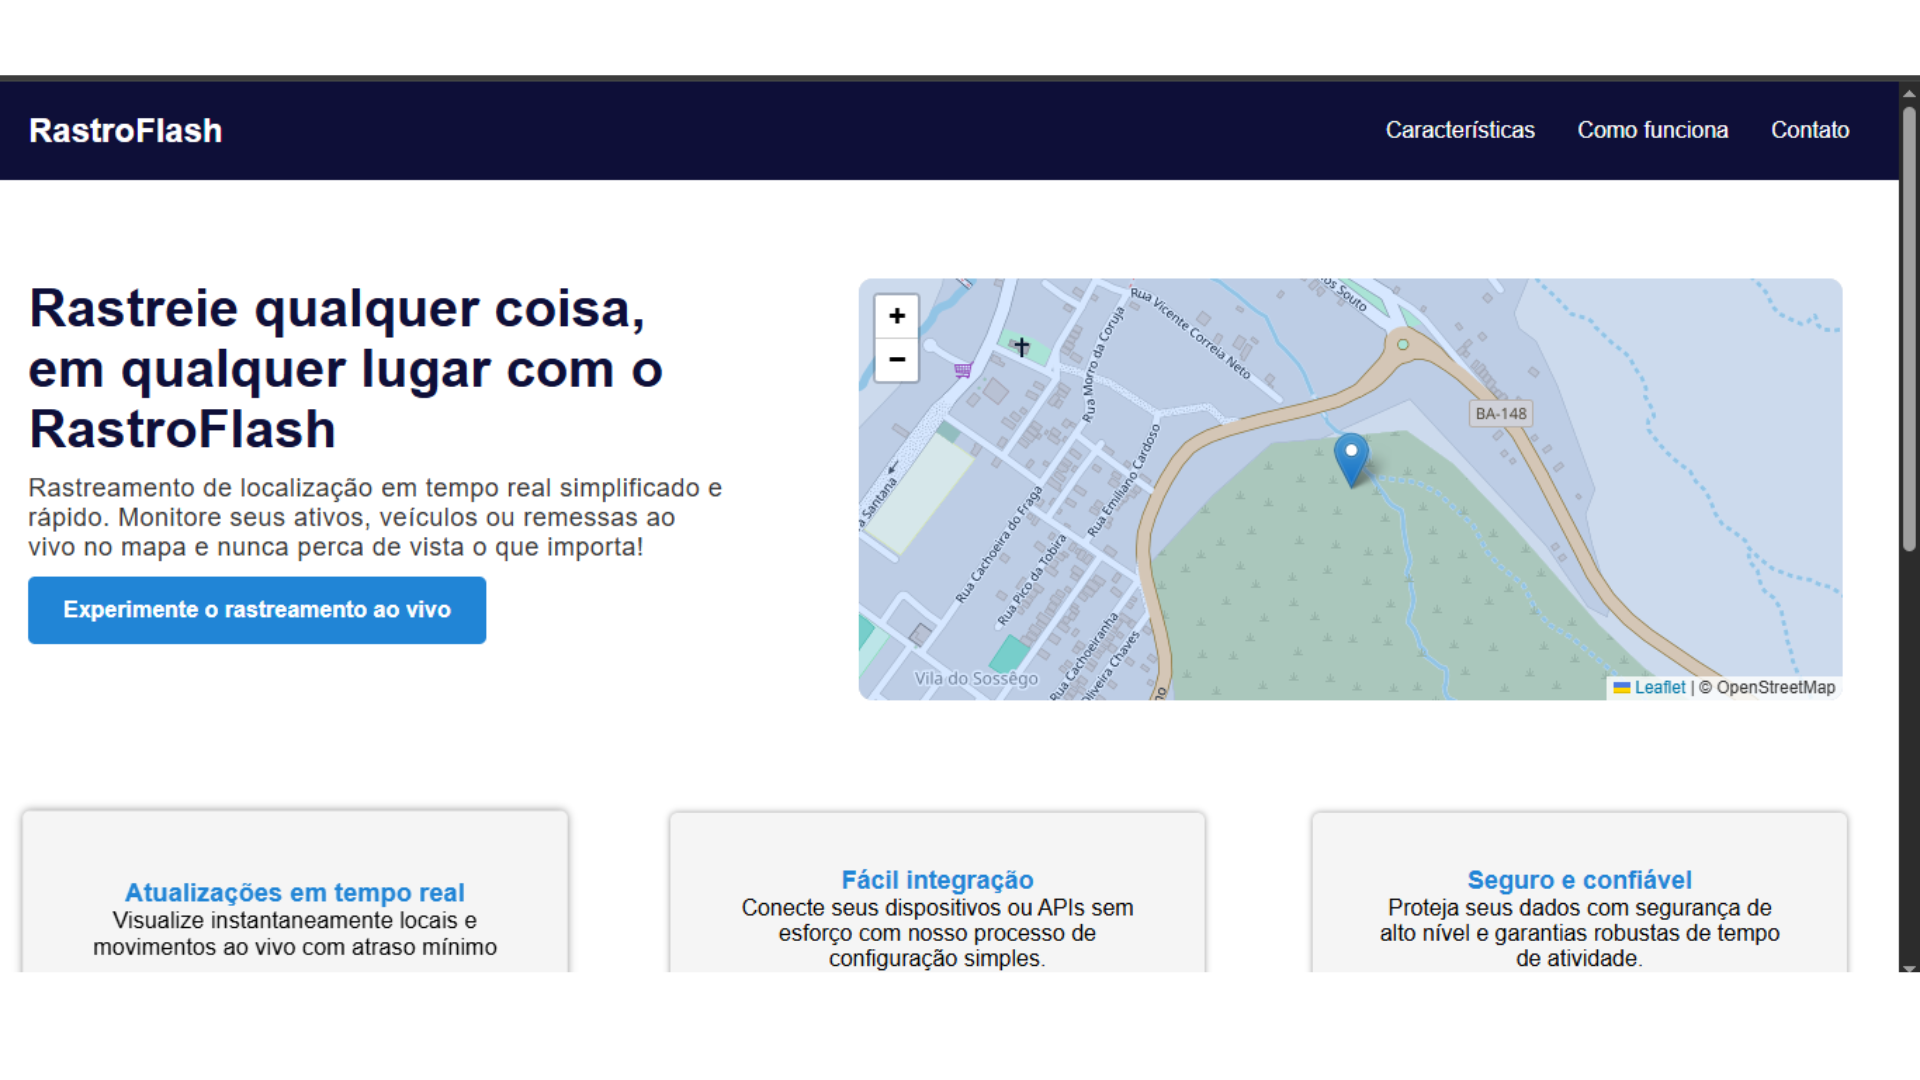 RastroFlash
Características
Como funciona
Contato
Rastreie qualquer coisa,
em qualquer lugar com o
RastroFlash
Rastreamento de localização em tempo real simplificado e
rápido. Monitore seus ativos, veículos ou remessas ao
vivo no mapa e nunca perca de vista o que importa!
Experimente o rastreamento ao vivo
+
−
Rua Vicente Correia Neto
os Souto
Rua Morro da Coruja
BA-148
a Santana
Rua Cachoeira do Fraga
Rua Emiliano Cardoso
Rua Pico da Tobira
Rua Cachoeiranha
Oliveira Chaves
Vila do Sossêgo
Leaflet | © OpenStreetMap
Atualizações em tempo real
Visualize instantaneamente locais e
movimentos ao vivo com atraso mínimo
Fácil integração
Conecte seus dispositivos ou APIs sem
esforço com nosso processo de
configuração simples.
Seguro e confiável
Proteja seus dados com segurança de
alto nível e garantias robustas de tempo
de atividade.